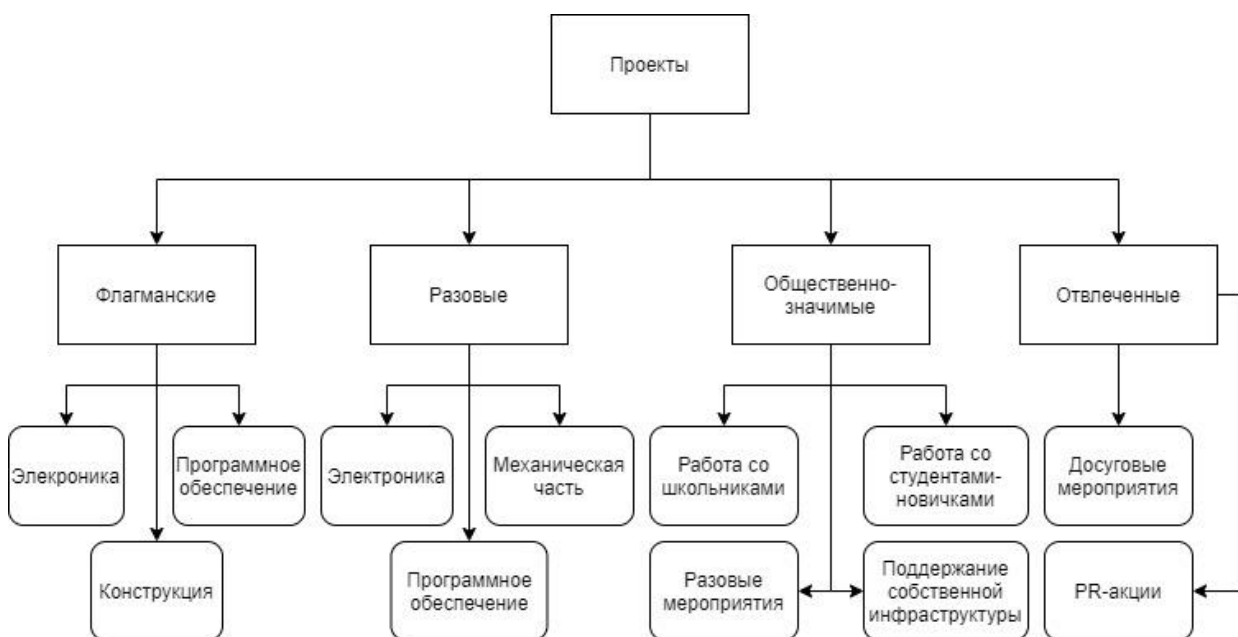 Проекты
Флагманские
Разовые
Общественно-
значимые
Отвлеченные
Элекроника
Программное
обеспечение
Электроника
Механическая
часть
Работа со
школьниками
Работа со
студентами-
новичками
Досуговые
мероприятия
Конструкция
Программное
обеспечение
Разовые
мероприятия
Поддержание
собственной
инфраструктуры
PR-акции